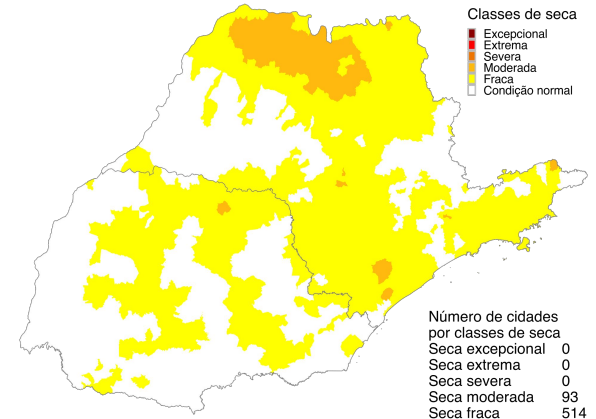 Classes de seca
Excepcional
Extrema
Severa
Moderada
Fraca
Condição normal
Número de cidades
por classes de seca
Seca excepcional 0
Seca extrema 0
Seca severa 0
Seca moderada 93
Seca fraca 514